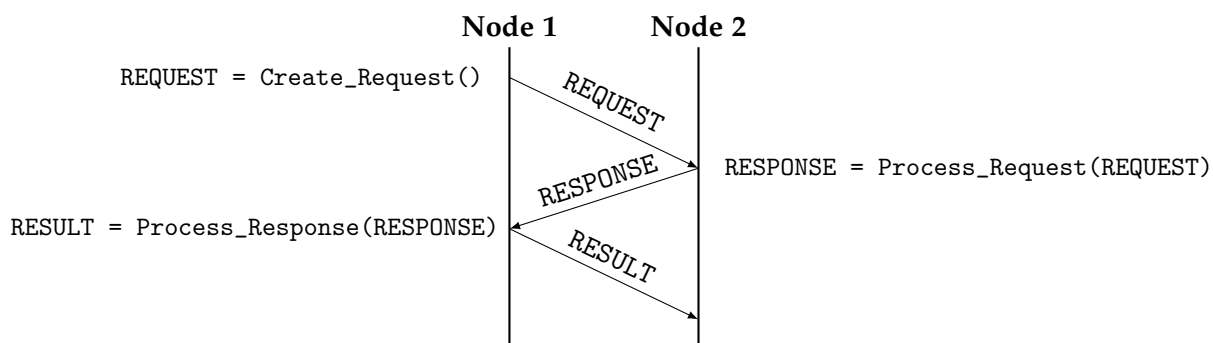 Node 1 Node 2
REQUEST = Create_Request()
REQUEST
RESPONSE = Process_Request(REQUEST)
RESPONSE
RESULT = Process_Response(RESPONSE)
RESULT